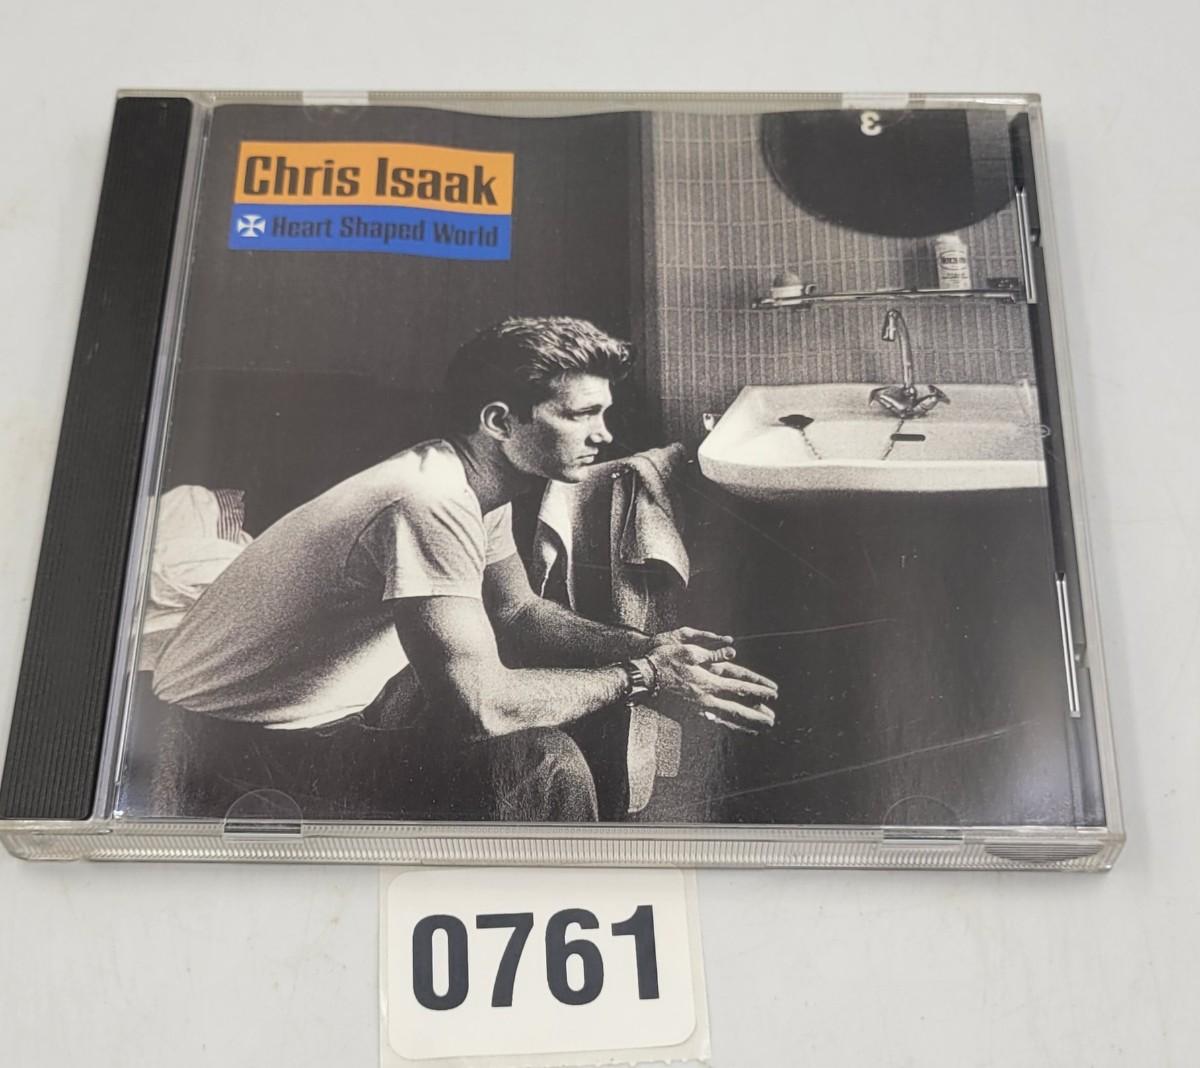 Chris Isaak
Heart Shaped World
3
0761